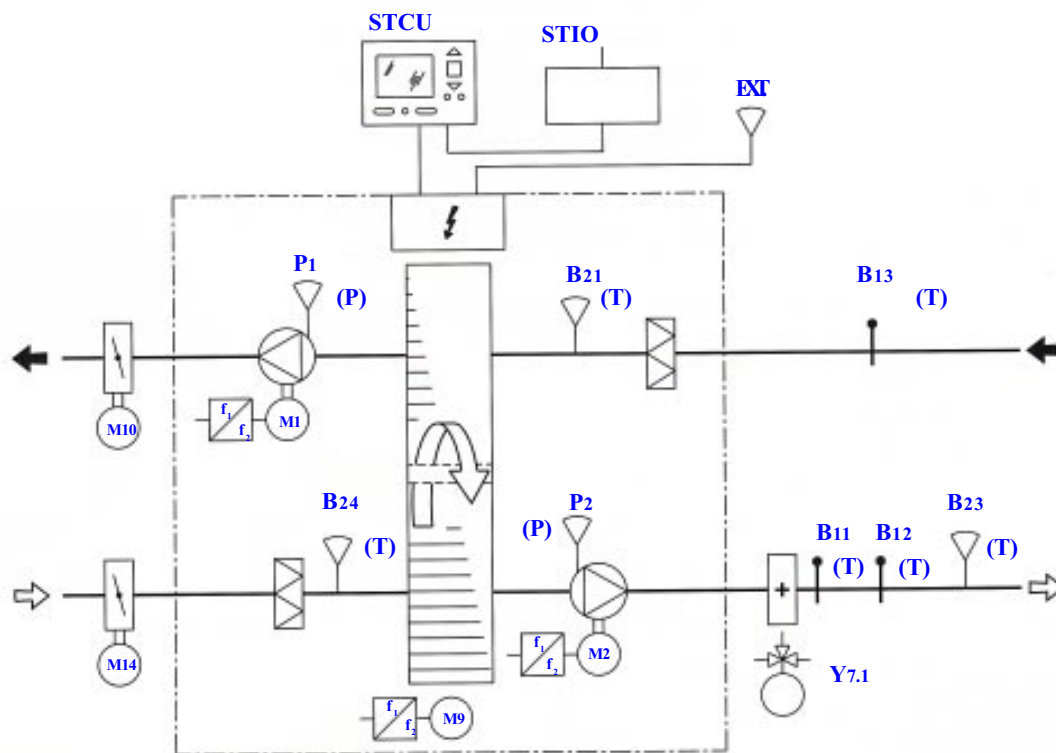 STCU
STIO
EXT.
P1
(P)
B21
(T)
B13
(T)
M10
f1
f2
M1
B24
(T)
P2
(P)
B11
(T)
B12
(T)
B23
(T)
+
M14
f1
f2
M2
Y7.1
f1
f2
M9